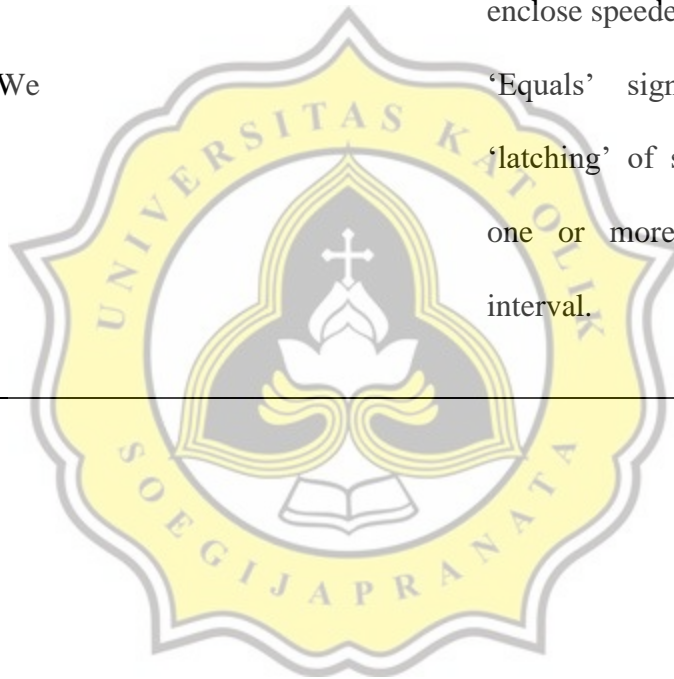 enclose speede
We
‘Equals’ sign
‘latching’ of s
one or more
interval.
UNIVERSITAS KATOLIK
SOEGIJAPRANATA